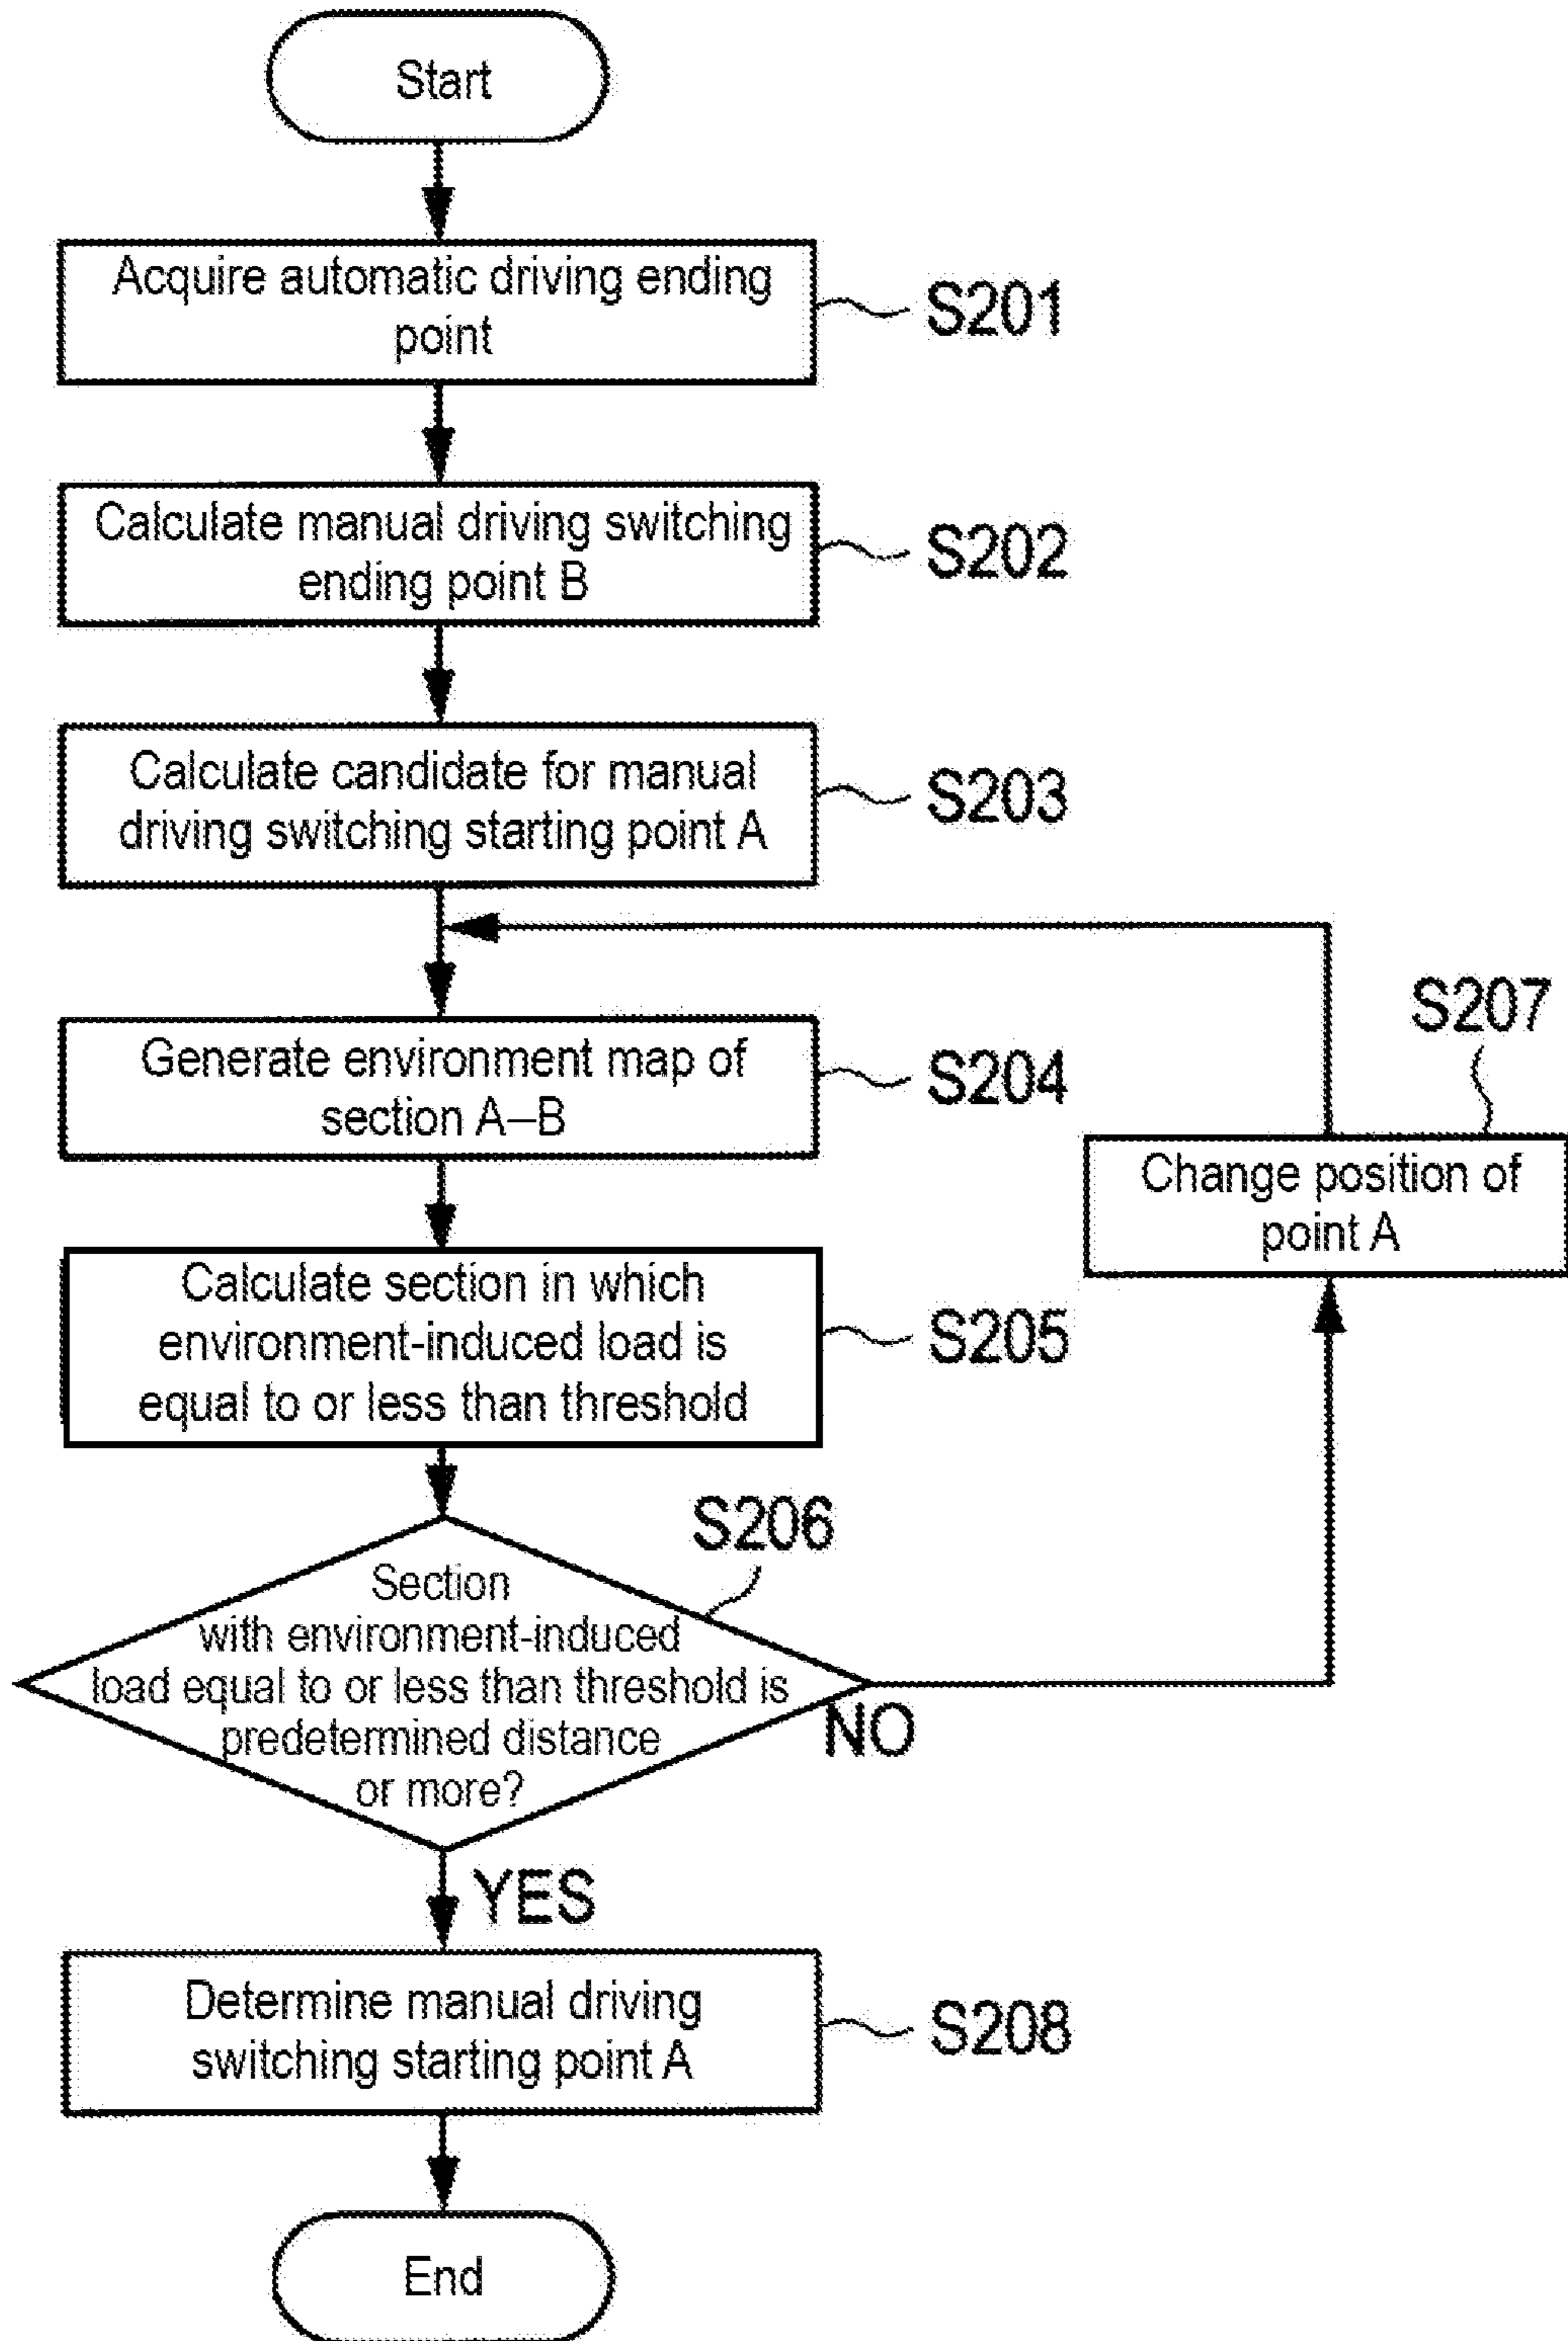 Start
Acquire automatic driving ending
point
S201
Calculate manual driving switching
ending point B
S202
Calculate candidate for manual
driving switching starting point A
S203
Generate environment map of
section A–B
S204
S207
Change position of
point A
Calculate section in which
environment-induced load is
equal to or less than threshold
S205
S206
Section
with environment-induced
load equal to or less than threshold is
predetermined distance
or more?
NO
YES
Determine manual driving
switching starting point A
S208
End